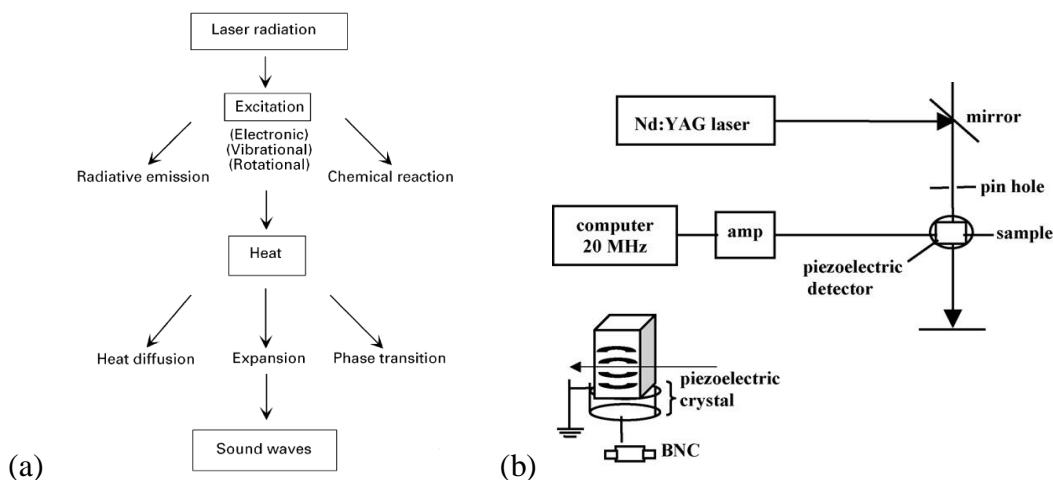 Laser radiation
Excitation
(Electronic)
(Vibrational)
(Rotational)
Radiative emission
Chemical reaction
Heat
Heat diffusion
Expansion
Phase transition
Sound waves
(a)
Nd:YAG laser
mirror
pin hole
computer
20 MHz
amp
sample
piezoelectric
detector
piezoelectric
crystal
BNC
(b)